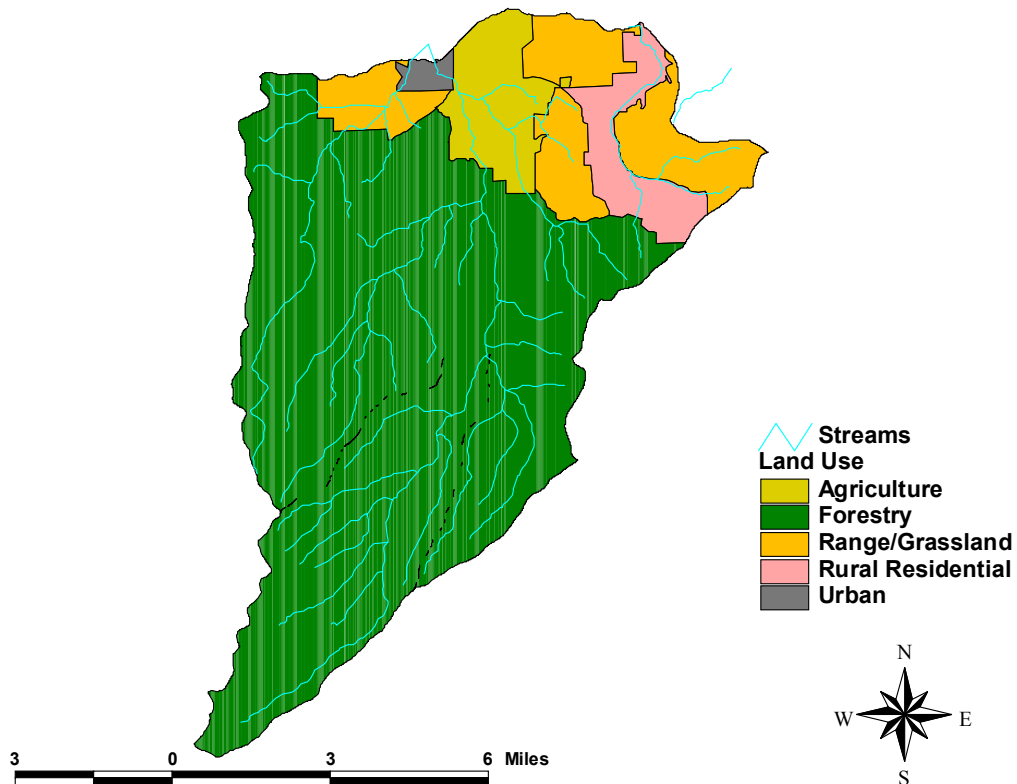 Streams
Land Use
Agriculture
Forestry
Range/Grassland
Rural Residential
Urban
N
W E
S
3 0 3 6 Miles